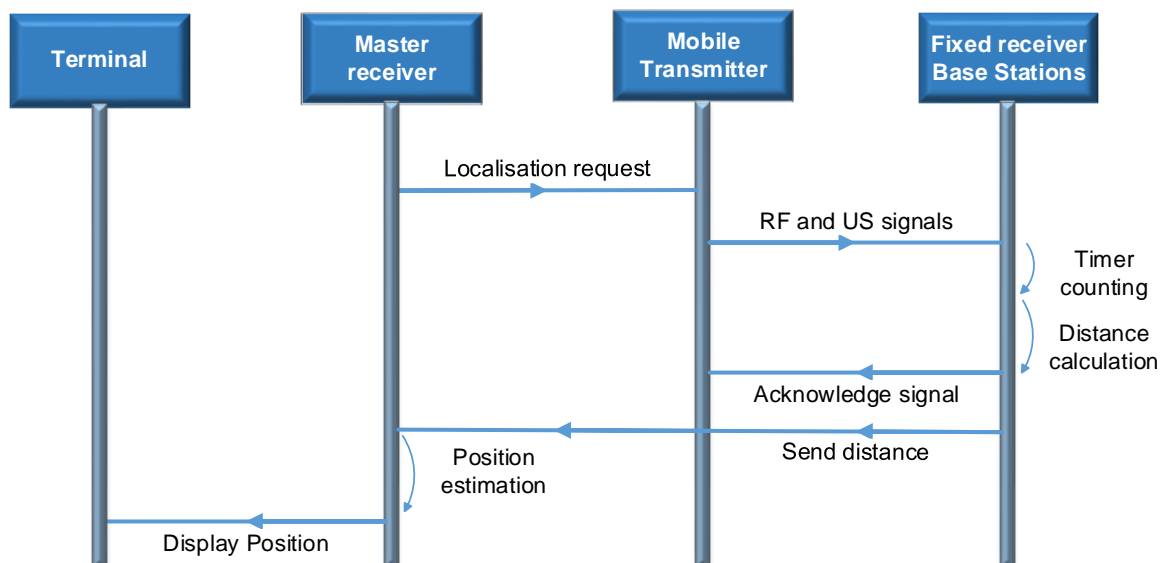 Terminal
Master
receiver
Mobile
Transmitter
Fixed receiver
Base Stations
Localisation request
RF and US signals
Timer
counting
Distance
calculation
Acknowledge signal
Send distance
Position
estimation
Display Position